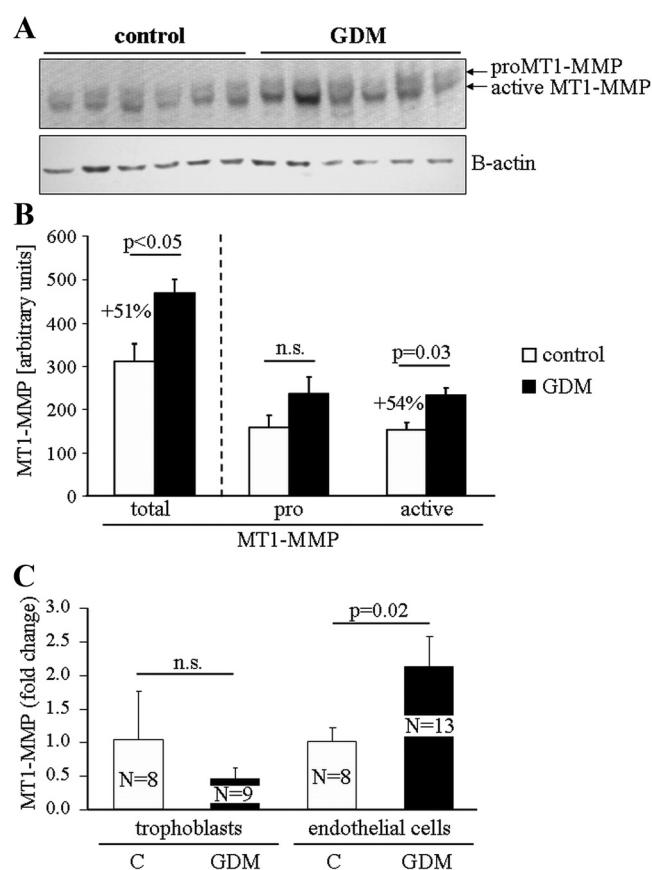 A
control GDM
proMT1-MMP
active MT1-MMP
B-actin
B
MT1-MMP [arbitrary units]
600
500
400
300
200
100
0
p<0.05
+51%
n.s.
p=0.03
+54%
control
GDM
total pro active
MT1-MMP
C
MT1-MMP (fold change)
3.0
2.5
2.0
1.5
1.0
0.5
0.0
n.s.
p=0.02
N=8
N=9
N=8
N=13
trophoblasts endothelial cells
C GDM C GDM